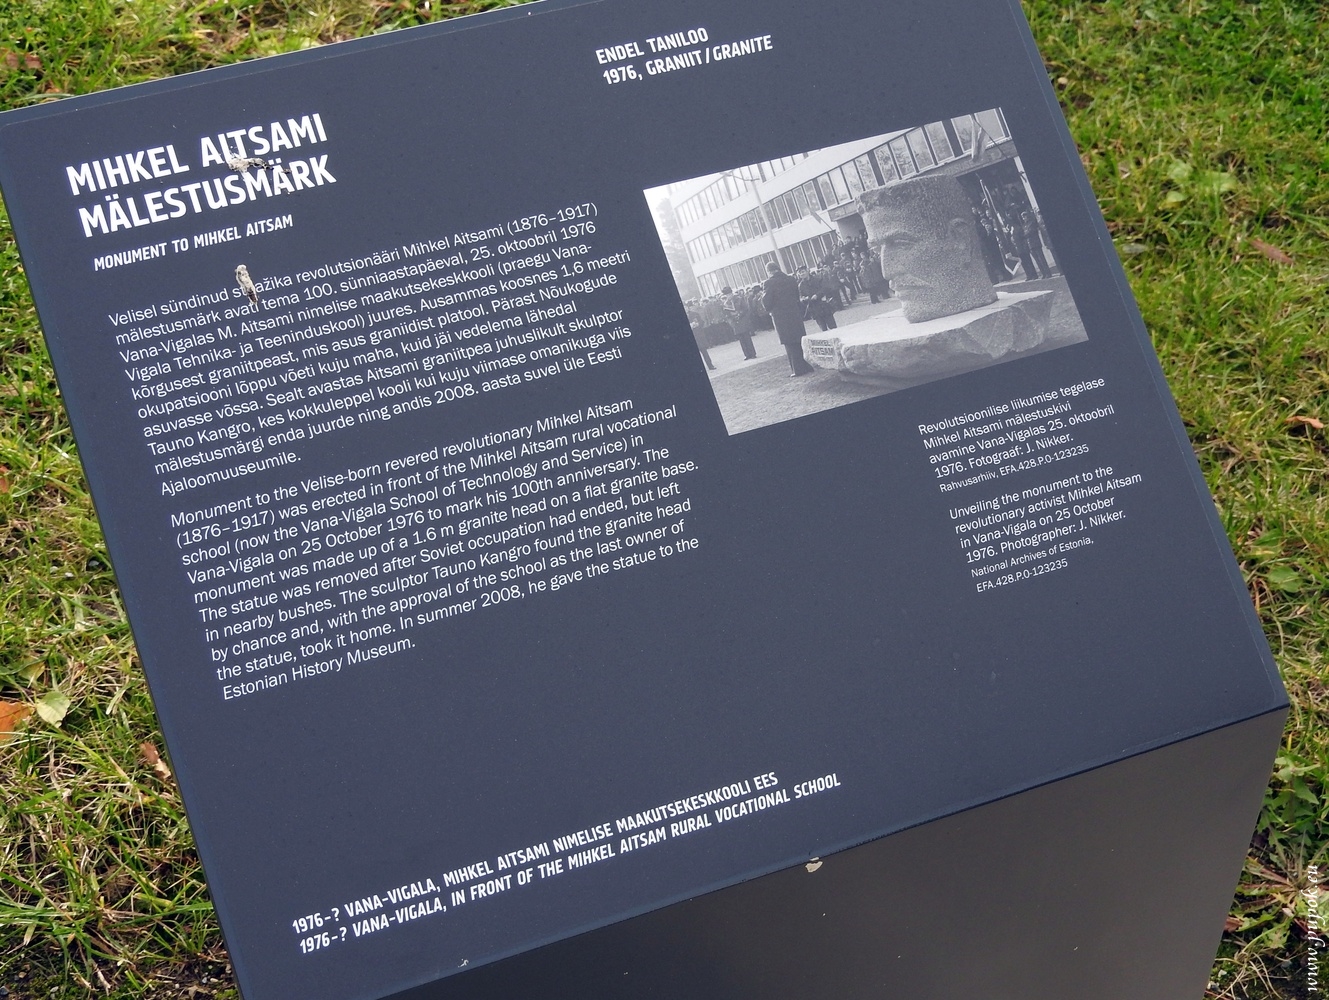 ENDEL TANILOO
1976, GRANIIT / GRANITE
MIHKEL AITSAMI
MÄLESTUSMÄRK
MONUMENT TO MIHKEL AITSAM
Velisel sündinud revolutsionääri Mihkel Aitsami (1876–1917)
mälestusmärk avati tema 100. sünniaastapäeval, 25. oktoobril 1976
Vana-Vigalas M. Aitsami nimelise maakutsekeskkooli (praegu Vana-
Vigala Tehnika- ja Teeninduskool) juures. Ausammas koosnes 1,6 meetri
kõrgusest graniitpeast, mis asus graniidist platool. Pärast Nõukogude
okupatsiooni lõppu võeti kuju maha, kuid jäi vedelema lähedal
asuvasse võssa. Sealt avastas Aitsami graniitpea juhuslikult skulptor
Tauno Kangro, kes kokkuleppel kooli kui kuju viimase omanikuga viis
mälestusmärgi enda juurde ning andis 2008. aasta suvel üle Eesti
Ajaloomuuseumile.
Monument to the Velise-born revered revolutionary Mihkel Aitsam
(1876–1917) was erected in front of the Mihkel Aitsam rural vocational
school (now the Vana-Vigala School of Technology and Service) in
Vana-Vigala on 25 October 1976 to mark his 100th anniversary. The
monument was made up of a 1.6 m granite head on a flat granite base.
The statue was removed after Soviet occupation had ended, but left
in nearby bushes. The sculptor Tauno Kangro found the granite head
by chance and, with the approval of the school as the last owner of
the statue, took it home. In summer 2008, he gave the statue to the
Estonian History Museum.
MIHKEL
AITSAM
Revolutsioonilise liikumise tegelase
Mihkel Aitsami mälestuskivi
avamine Vana-Vigalas 25. oktoobril
1976. Fotograaf: J. Nikker.
Rahvusarhiiv, EFA.428.P.0-123235
Unveiling the monument to the
revolutionary activist Mihkel Aitsam
in Vana-Vigala on 25 October
1976. Photographer: J. Nikker.
National Archives of Estonia,
EFA.428.P.0-123235
1976–? VANA-VIGALA, MIHKEL AITSAMI NIMELISE MAAKUTSEKESKKOOLI EES
1976–? VANA-VIGALA, IN FRONT OF THE MIHKEL AITSAM RURAL VOCATIONAL SCHOOL
www.pupok.eu